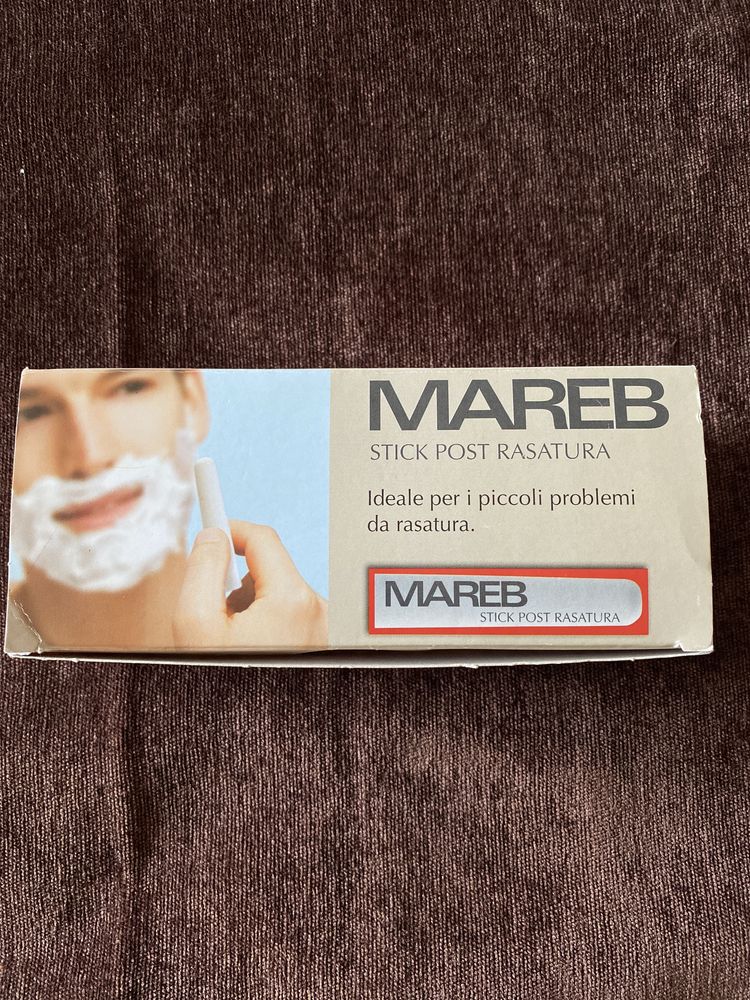 MAREB
STICK POST RASATURA
Ideale per i piccoli problemi
da rasatura.
MAREB
STICK POST RASATURA